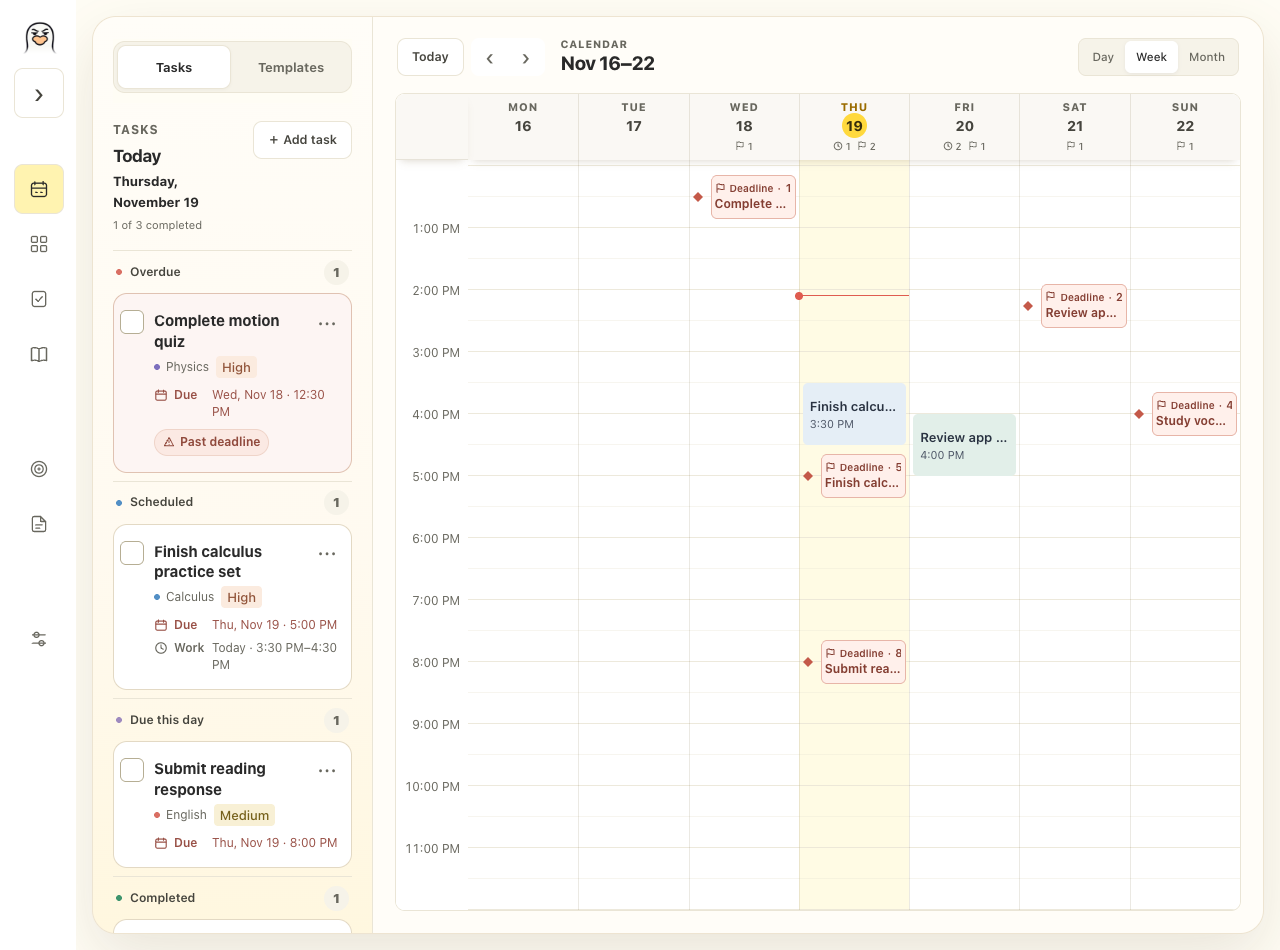 Tasks
Templates
TASKS
Today
Thursday,
November 19
1 of 3 completed
+ Add task
Overdue
1
Complete motion
quiz
Physics High
Due Wed, Nov 18 · 12:30
PM
Past deadline
Scheduled
1
Finish calculus
practice set
Calculus High
Due Thu, Nov 19 · 5:00 PM
Work Today · 3:30 PM–4:30
PM
Due this day
1
Submit reading
response
English Medium
Due Thu, Nov 19 · 8:00 PM
Completed
1
Today
CALENDAR
Nov 16–22
Day Week Month
MON TUE WED THU FRI SAT SUN
16 17 18 19 20 21 22
1 1 2 2 1 1 1
1:00 PM
2:00 PM
3:00 PM
4:00 PM
5:00 PM
6:00 PM
7:00 PM
8:00 PM
9:00 PM
10:00 PM
11:00 PM
Deadline · 1
Complete ...
Finish calcu...
3:30 PM
Deadline · 5
Finish calc...
Deadline · 8
Submit rea...
Review app ...
4:00 PM
Deadline · 2
Review ap...
Deadline · 4
Study voc...